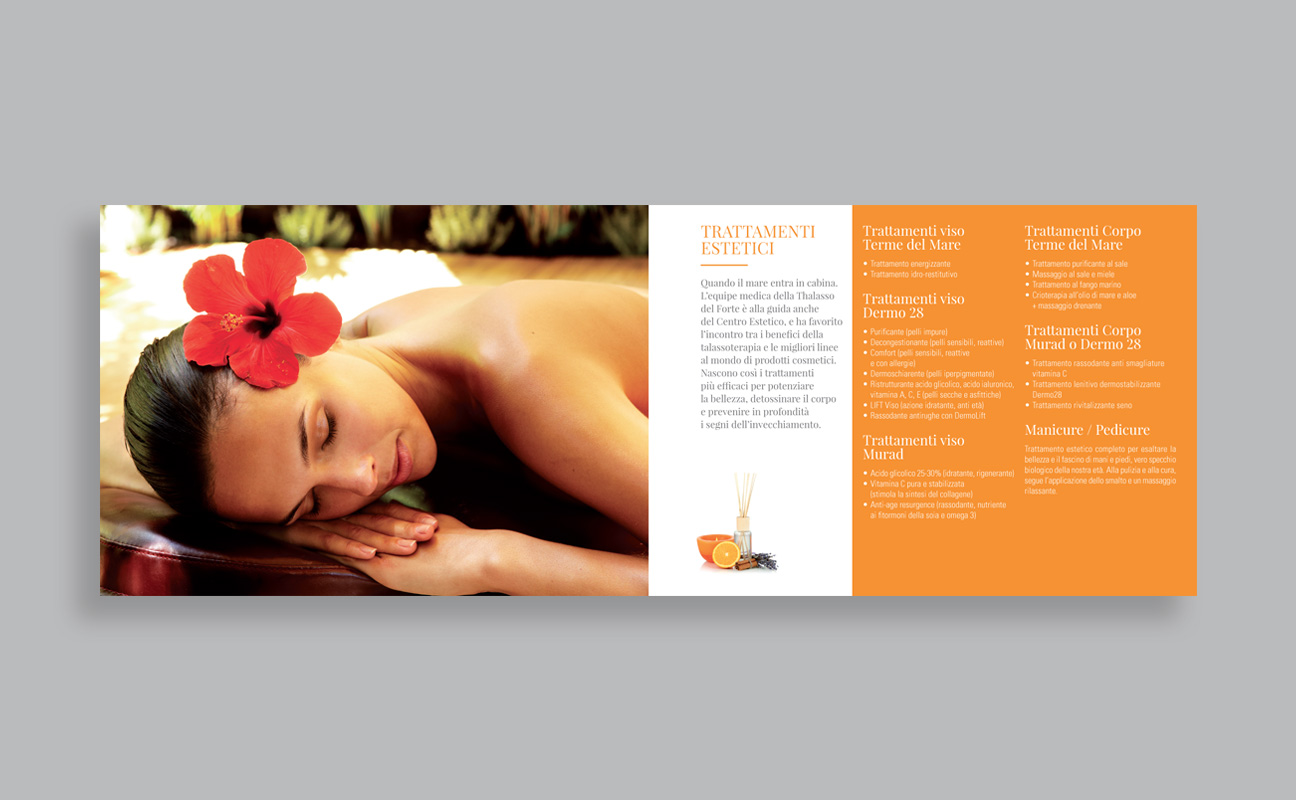 TRATTAMENTI
ESTETICI
Quando il mare entra in cabina.
L'equipe medica della Thalasso
del Forte è alla guida anche
del Centro Estetico, e ha favorito
l'incontro tra i benefici della
talassoterapia e le migliori linee
al mondo di prodotti cosmetici.
Nascono così i trattamenti
più efficaci per potenziare
la bellezza, detossinare il corpo
e prevenire in profondità
i segni dell'invecchiamento.
Trattamenti viso
Terme del Mare
• Trattamento energizzante
• Trattamento idro-restitutivo
Trattamenti viso
Dermo 28
• Purificante (pelli impure)
• Decongestionante (pelli sensibili, reattive)
• Comfort (pelli sensibili, reattive
e con allergie)
• Dermoschiarente (pelli iperpigmentate)
• Ristrutturante acido glicolico, acido ialuronico,
vitamina A, C, E (pelli secche e asfittiche)
• LIFT Viso (azione idratante, anti età)
• Rassodante antirughe con DermoLift
Trattamenti viso
Murad
• Acido glicolico 25-30% (idratante, rigenerante)
• Vitamina C pura e stabilizzata
(stimola la sintesi del collagene)
• Anti-age resurgence (rassodante, nutriente
ai fitormoni della soia e omega 3)
Trattamenti Corpo
Terme del Mare
• Trattamento purificante al sale
• Massaggio al sale e miele
• Trattamento al fango marino
• Crioterapia all'olio di mare e aloe
+ massaggio drenante
Trattamenti Corpo
Murad o Dermo 28
• Trattamento rassodante anti smagliature
vitamina C
• Trattamento lenitivo dermostabilizzante
Dermo28
• Trattamento rivitalizzante seno
Manicure / Pedicure
Trattamento estetico completo per esaltare la
bellezza e il fascino di mani e piedi, vero specchio
biologico della nostra età. Alla pulizia e alla cura,
segue l'applicazione dello smalto e un massaggio
rilassante.